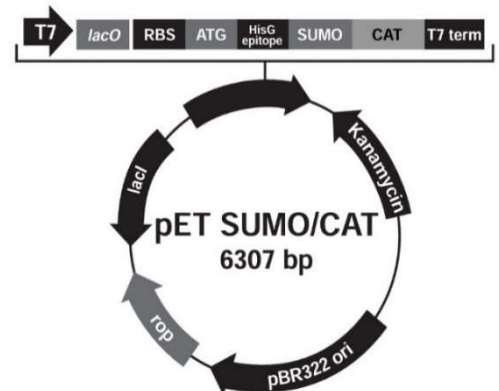 T7 lacO RBS ATG HisG epitope SUMO CAT T7 term
Kanamycin
lacI
pET SUMO/CAT
6307 bp
rop
pBR322 ori